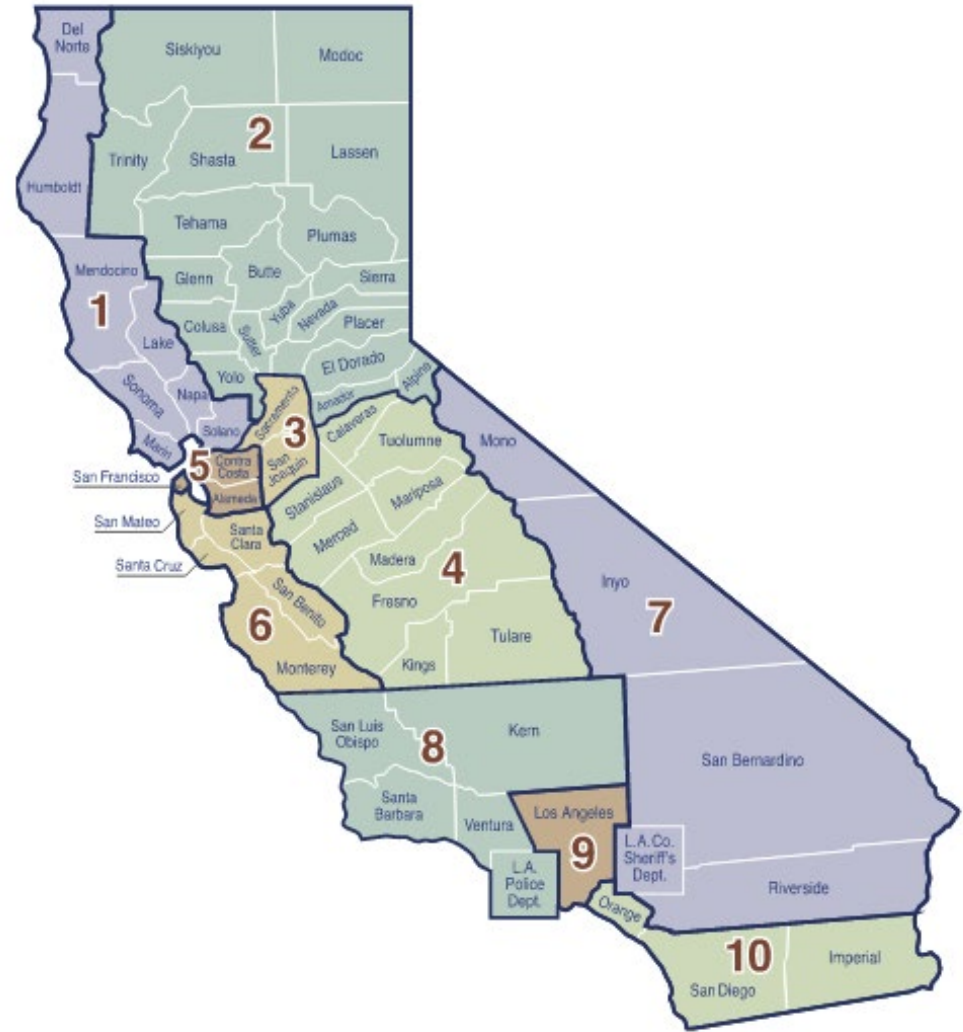 Del
Norte
Siskiyou
Modoc
2
Trinity
Shasta
Lassen
Humboldt
Tehama
Plumas
Mendocino
Glenn
Butte
Sierra
1
Yuba
Nevada
Colusa
Sutter
Placer
Lake
El Dorado
Yolo
Alpine
Sonoma
Napa
Amador
Sacramento
Calaveras
Solano
3
Mono
Marin
Tuolumne
5
Contra
Costa
San
Joaquin
San Francisco
Stanislaus
Mariposa
Alameda
San Mateo
Santa
Clara
Merced
Santa Cruz
Madera
4
Inyo
San Benito
Fresno
7
6
Tulare
Monterey
Kings
San Luis
Obispo
8
Kern
San Bernardino
Santa
Barbara
Ventura
Los Angeles
9
L.A. Co.
Sheriff's
Dept.
L.A.
Police
Dept.
Riverside
Orange
10
Imperial
San Diego